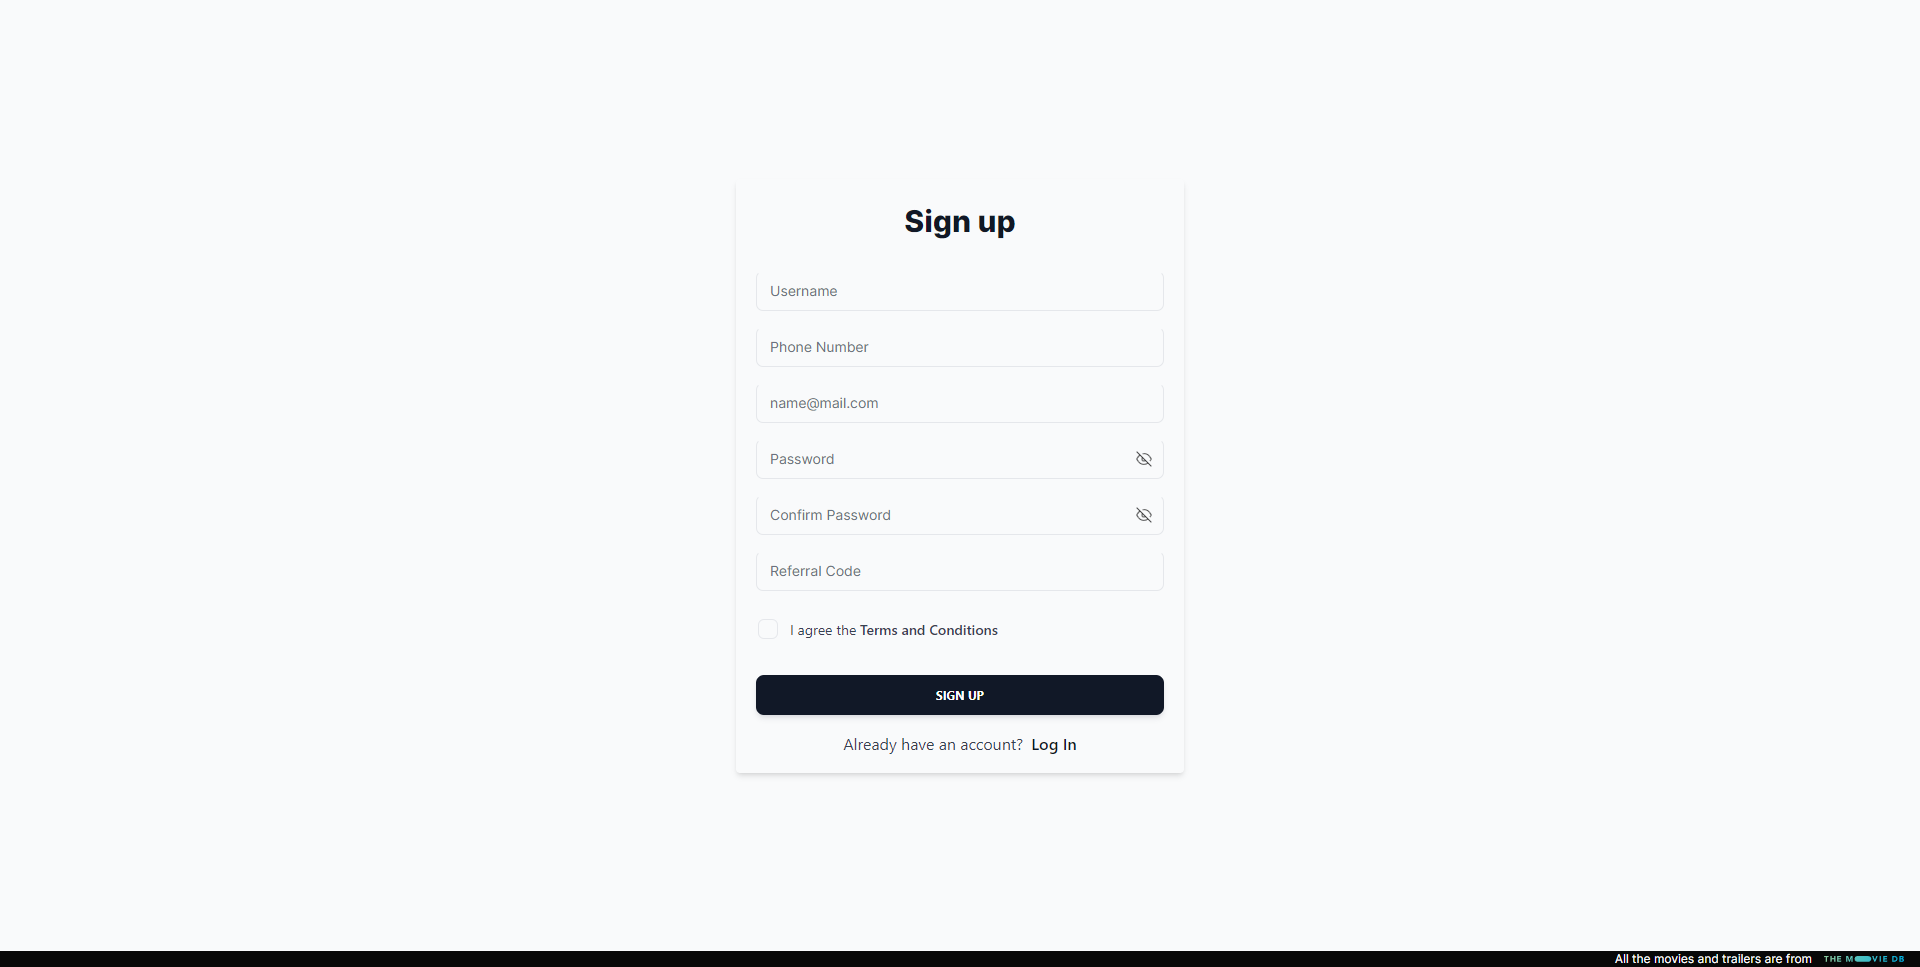 Sign up
Username
Phone Number
name@mail.com
Password
Confirm Password
Referral Code
I agree the Terms and Conditions
SIGN UP
Already have an account? Log In
All the movies and trailers are from THE MOVIE DB